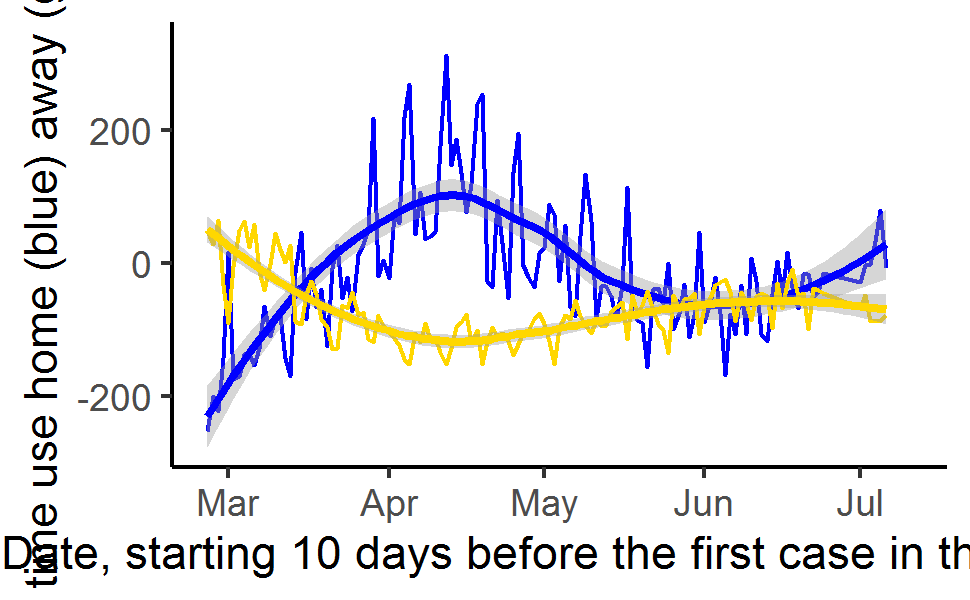 time use home (blue) away (
200
0
-200
Mar Apr May Jun Jul
Date, starting 10 days before the first case in th